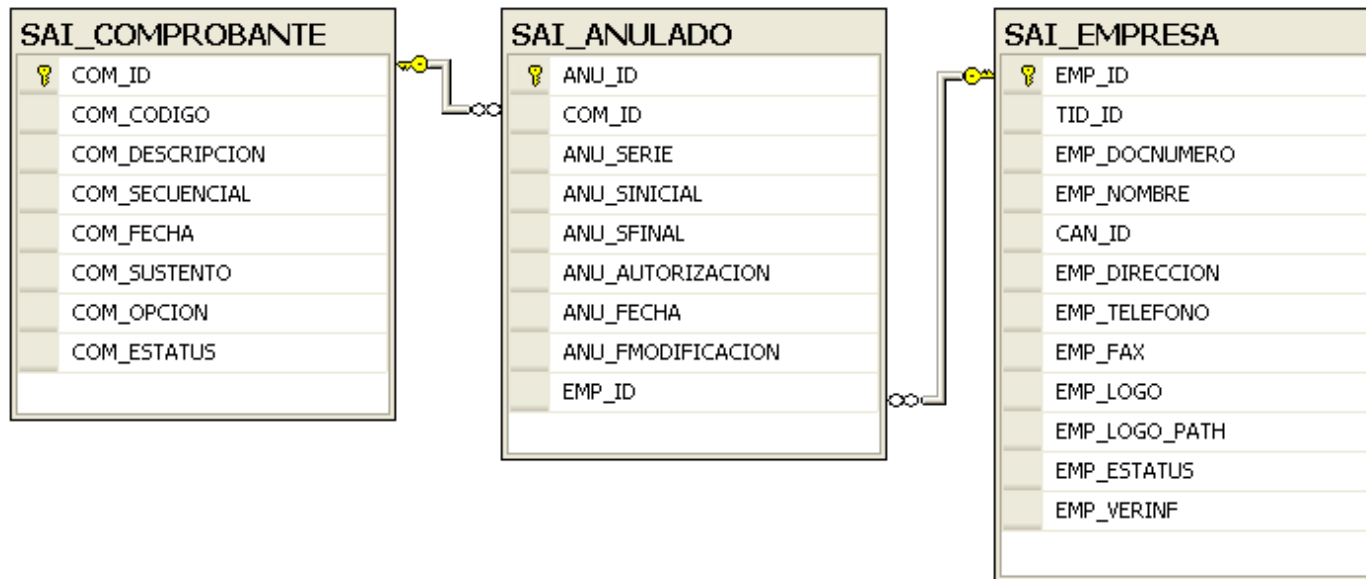 SAI_COMPROBANTE
COM_ID
COM_CODIGO
COM_DESCRIPCION
COM_SECUENCIAL
COM_FECHA
COM_SUSTENTO
COM_OPCION
COM_ESTATUS
SAI_ANULADO
ANU_ID
COM_ID
ANU_SERIE
ANU_SINICIAL
ANU_SFINAL
ANU_AUTORIZACION
ANU_FECHA
ANU_FMODIFICACION
EMP_ID
SAI_EMPRESA
EMP_ID
TID_ID
EMP_DOCNUMERO
EMP_NOMBRE
CAN_ID
EMP_DIRECCION
EMP_TELEFONO
EMP_FAX
EMP_LOGO
EMP_LOGO_PATH
EMP_ESTATUS
EMP_VERINF